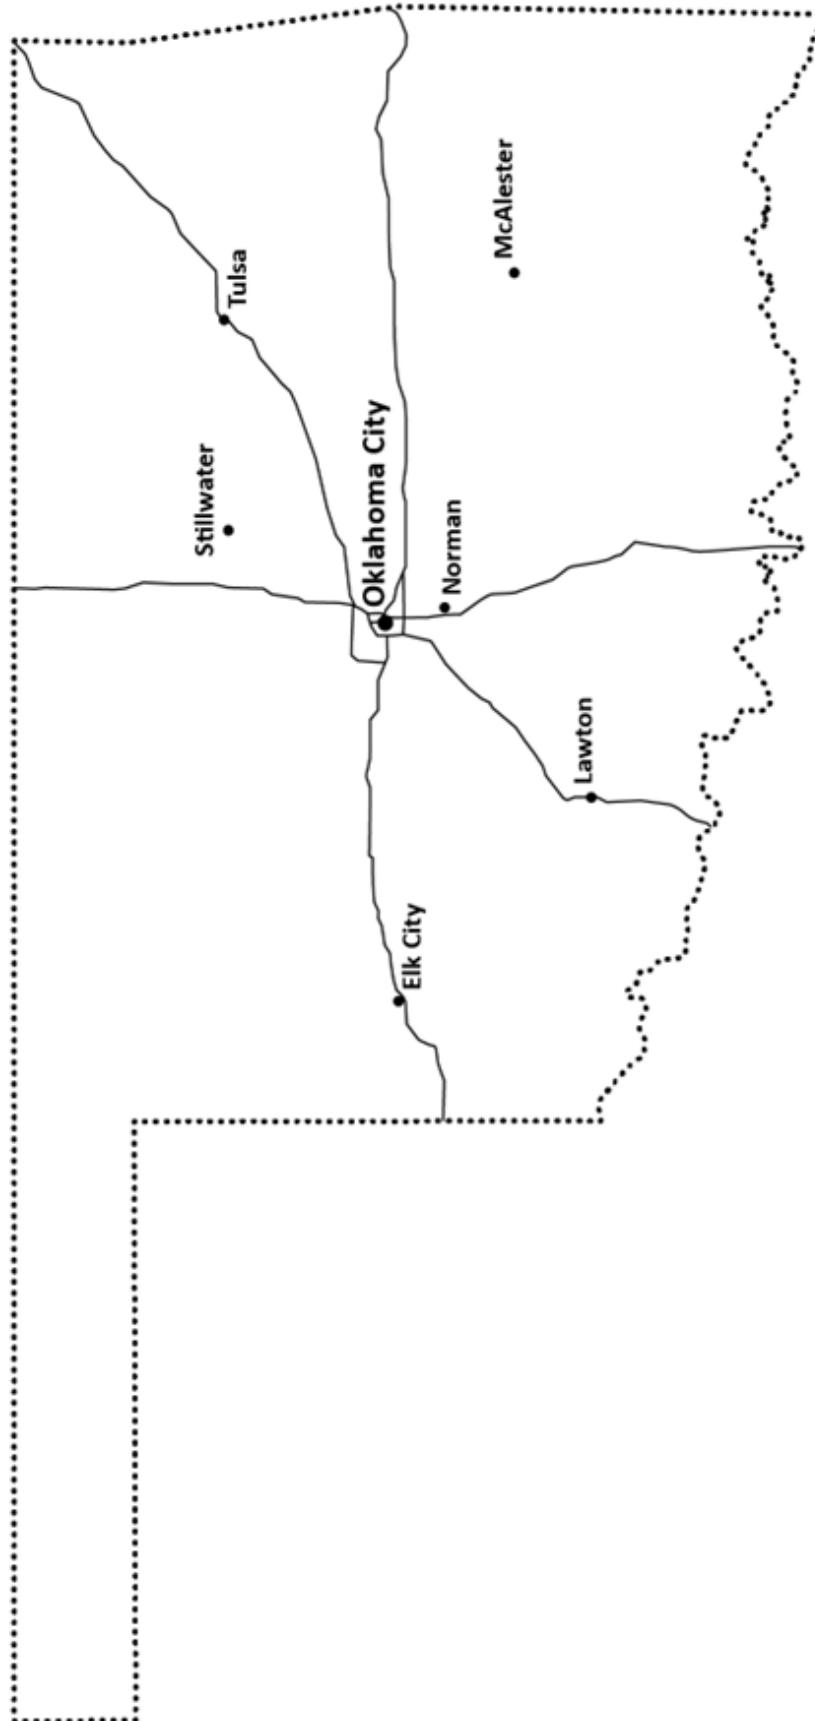 Stillwater
Tulsa
Oklahoma City
Elk City
Norman
McAlester
Lawton